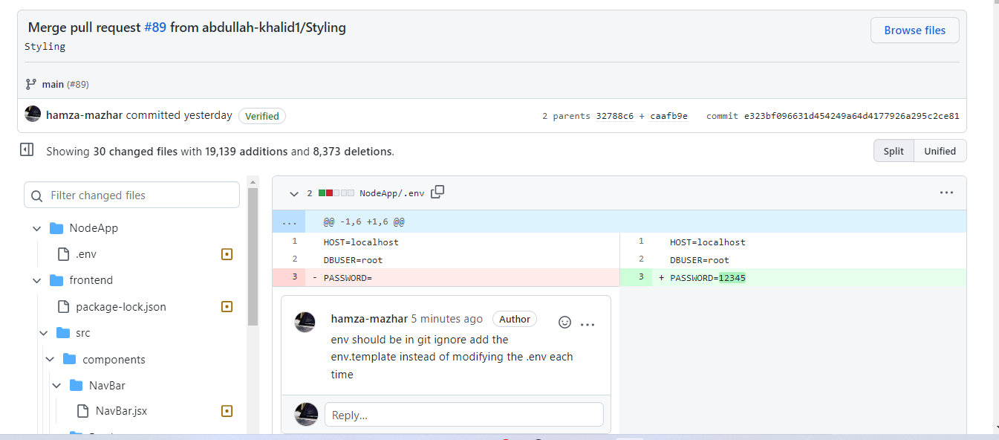 Merge pull request #89 from abdullah-khalid1/Styling
Browse files
Styling
main (#89)
hamza-mazhar committed yesterday Verified
2 parents 32788c6 + caafb9e commit e323bf096631d454249a64d4177926a295c2ce81
Showing 30 changed files with 19,139 additions and 8,373 deletions.
Split Unified
Filter changed files
NodeApp
.env
frontend
package-lock.json
src
components
NavBar
NavBar.jsx
2 NodeApp/.env
... @@ -1,6 +1,6 @@
1 HOST=localhost 1 HOST=localhost
2 DBUSER=root 2 DBUSER=root
3 - PASSWORD= 3 + PASSWORD=12345
hamza-mazhar 5 minutes ago Author
env should be in git ignore add the
env.template instead of modifying the .env each
time
Reply...